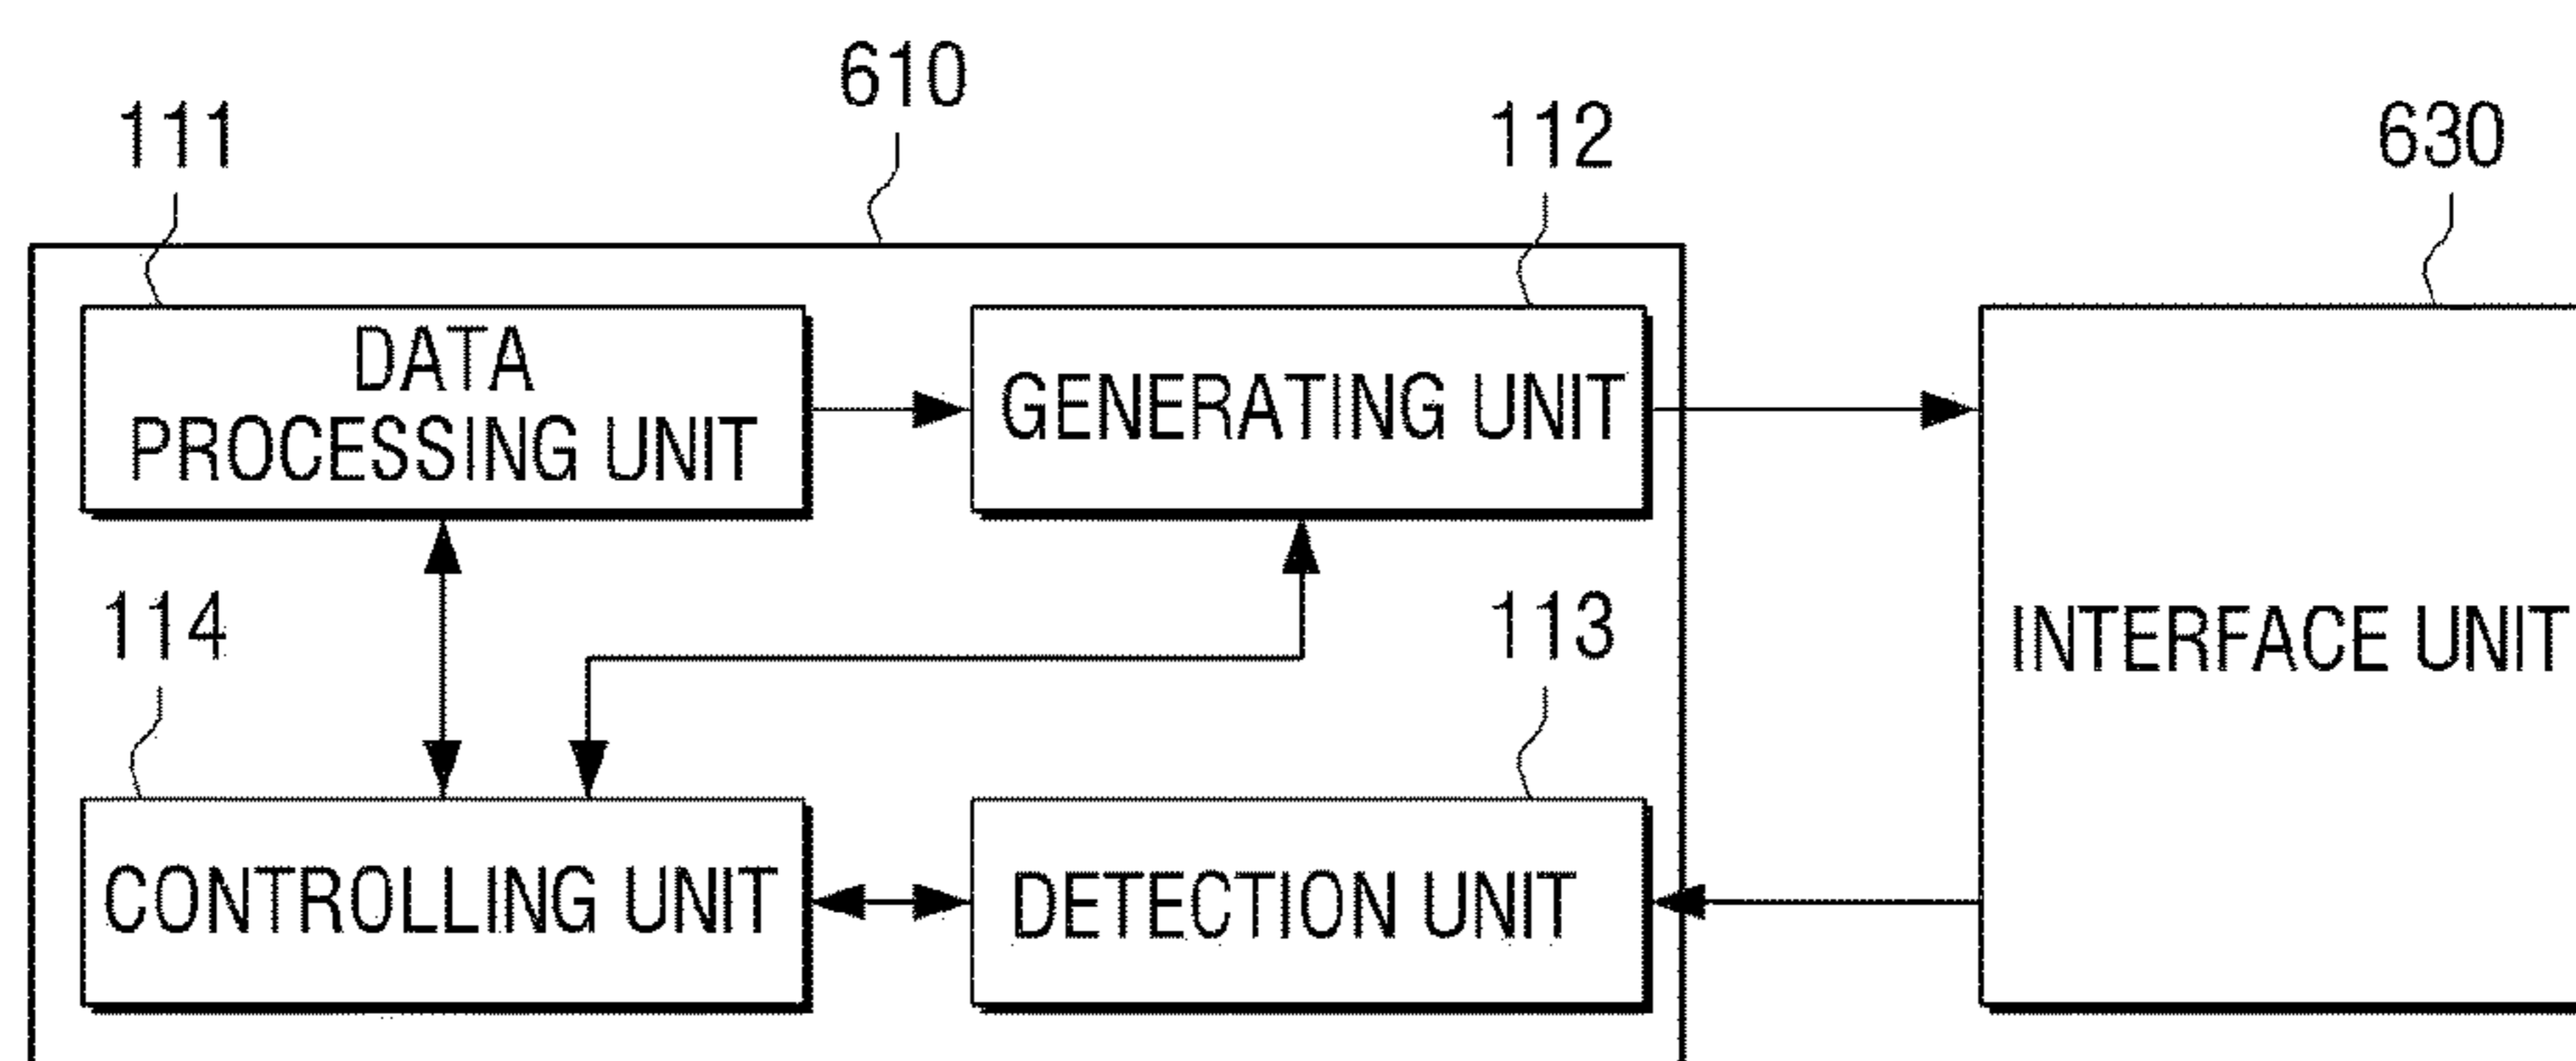 610
111
112
630
DATA
PROCESSING UNIT
GENERATING UNIT
114
113
INTERFACE UNIT
CONTROLLING UNIT
DETECTION UNIT